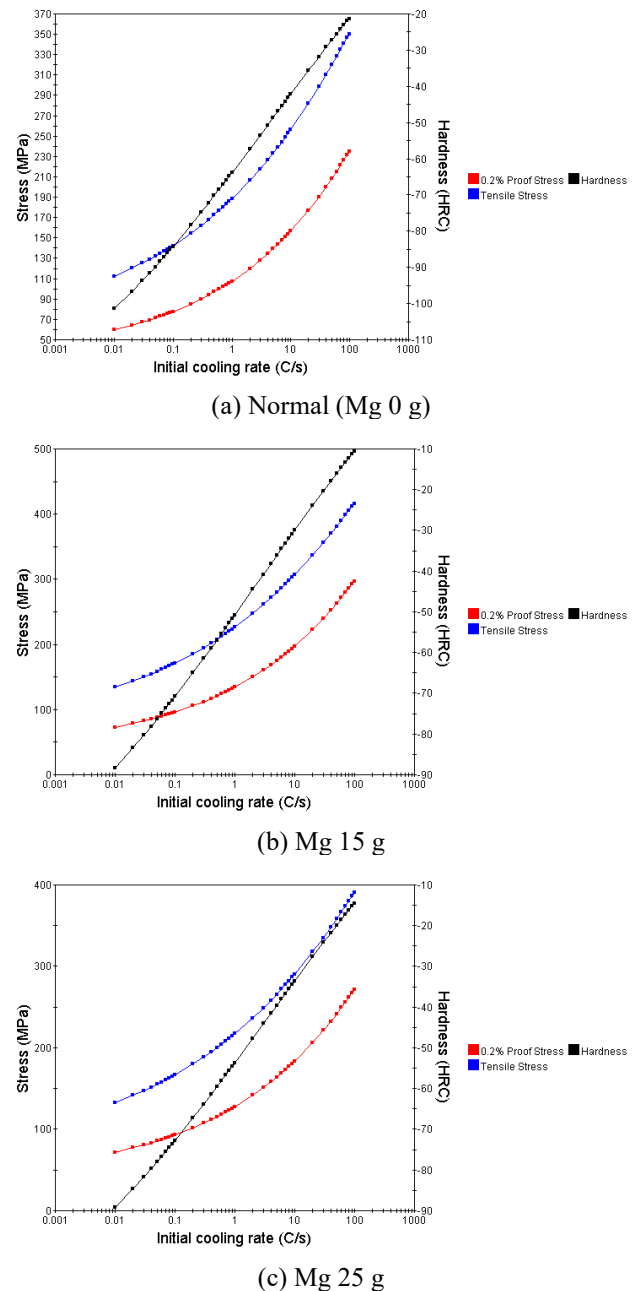 370
350
330
310
290
270
250
230
210
190
170
150
130
110
90
70
50
Stress (MPa)
-20
-30
-40
-50
-60
-70
-80
-90
-100
-110
Hardness (HRC)
0.001 0.01 0.1 1 10 100 1000
Initial cooling rate (C/s)
0.2% Proof Stress Hardness
Tensile Stress
(a) Normal (Mg 0 g)
500
400
300
200
100
0
Stress (MPa)
-10
-20
-30
-40
-50
-60
-70
-80
-90
Hardness (HRC)
0.001 0.01 0.1 1 10 100 1000
Initial cooling rate (C/s)
0.2% Proof Stress Hardness
Tensile Stress
(b) Mg 15 g
400
300
200
100
0
Stress (MPa)
-10
-20
-30
-40
-50
-60
-70
-80
-90
Hardness (HRC)
0.001 0.01 0.1 1 10 100 1000
Initial cooling rate (C/s)
0.2% Proof Stress Hardness
Tensile Stress
(c) Mg 25 g